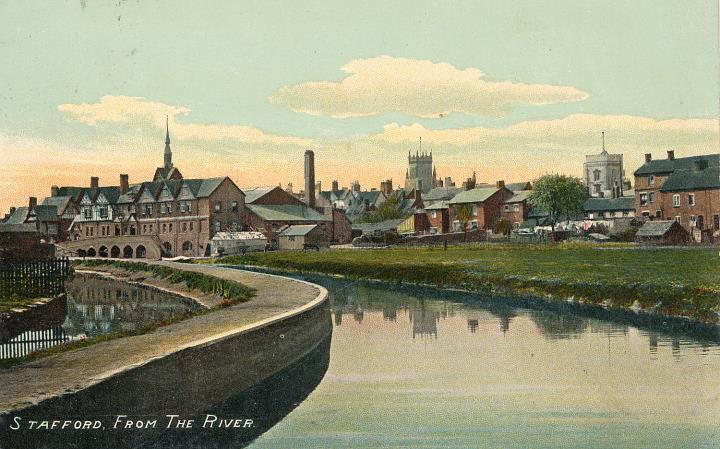 STAFFORD, FROM THE RIVER.